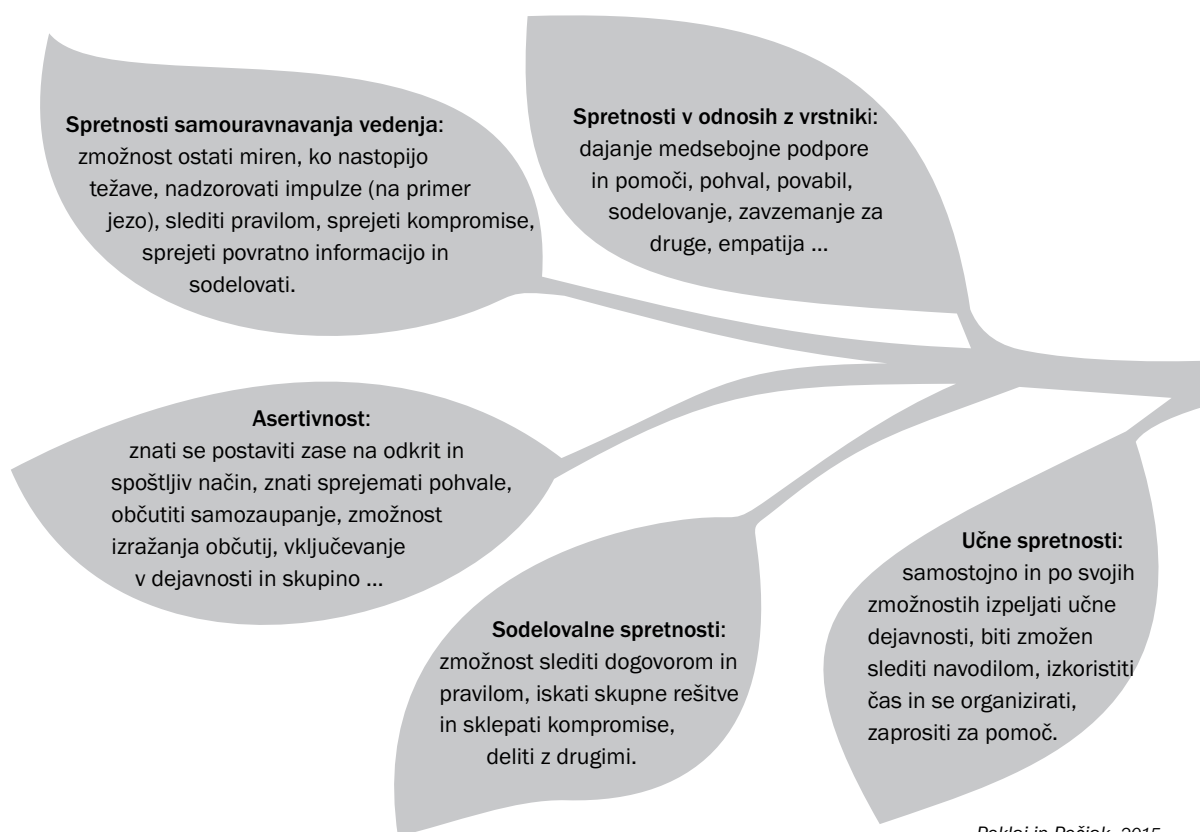 Spretnosti samouravnavanja vedenja:
zmožnost ostati miren, ko nastopijo
težave, nadzorovati impulze (na primer
jezo), slediti pravilom, sprejeti kompromise,
sprejeti povratno informacijo in
sodelovati.
Spretnosti v odnosih z vrstniki:
dajanje medsebojne podpore
in pomoči, pohval, povabil,
sodelovanje, zavzemanje za
druge, empatija ...
Asertivnost:
znati se postaviti zase na odkrit in
spoštljiv način, znati sprejemati pohvale,
občutiti samozaupanje, zmožnost
izražanja občutij, vključevanje
v dejavnosti in skupino ...
Sodelovalne spretnosti:
zmožnost slediti dogovorom in
pravilom, iskati skupne rešitve
in sklepati kompromise,
deliti z drugimi.
Učne spretnosti:
samostojno in po svojih
zmožnostih izpeljati učne
dejavnosti, biti zmožen
slediti navodilom, izkoristiti
čas in se organizirati,
zaprositi za pomoč.
Peklaj in Pečjak, 2015